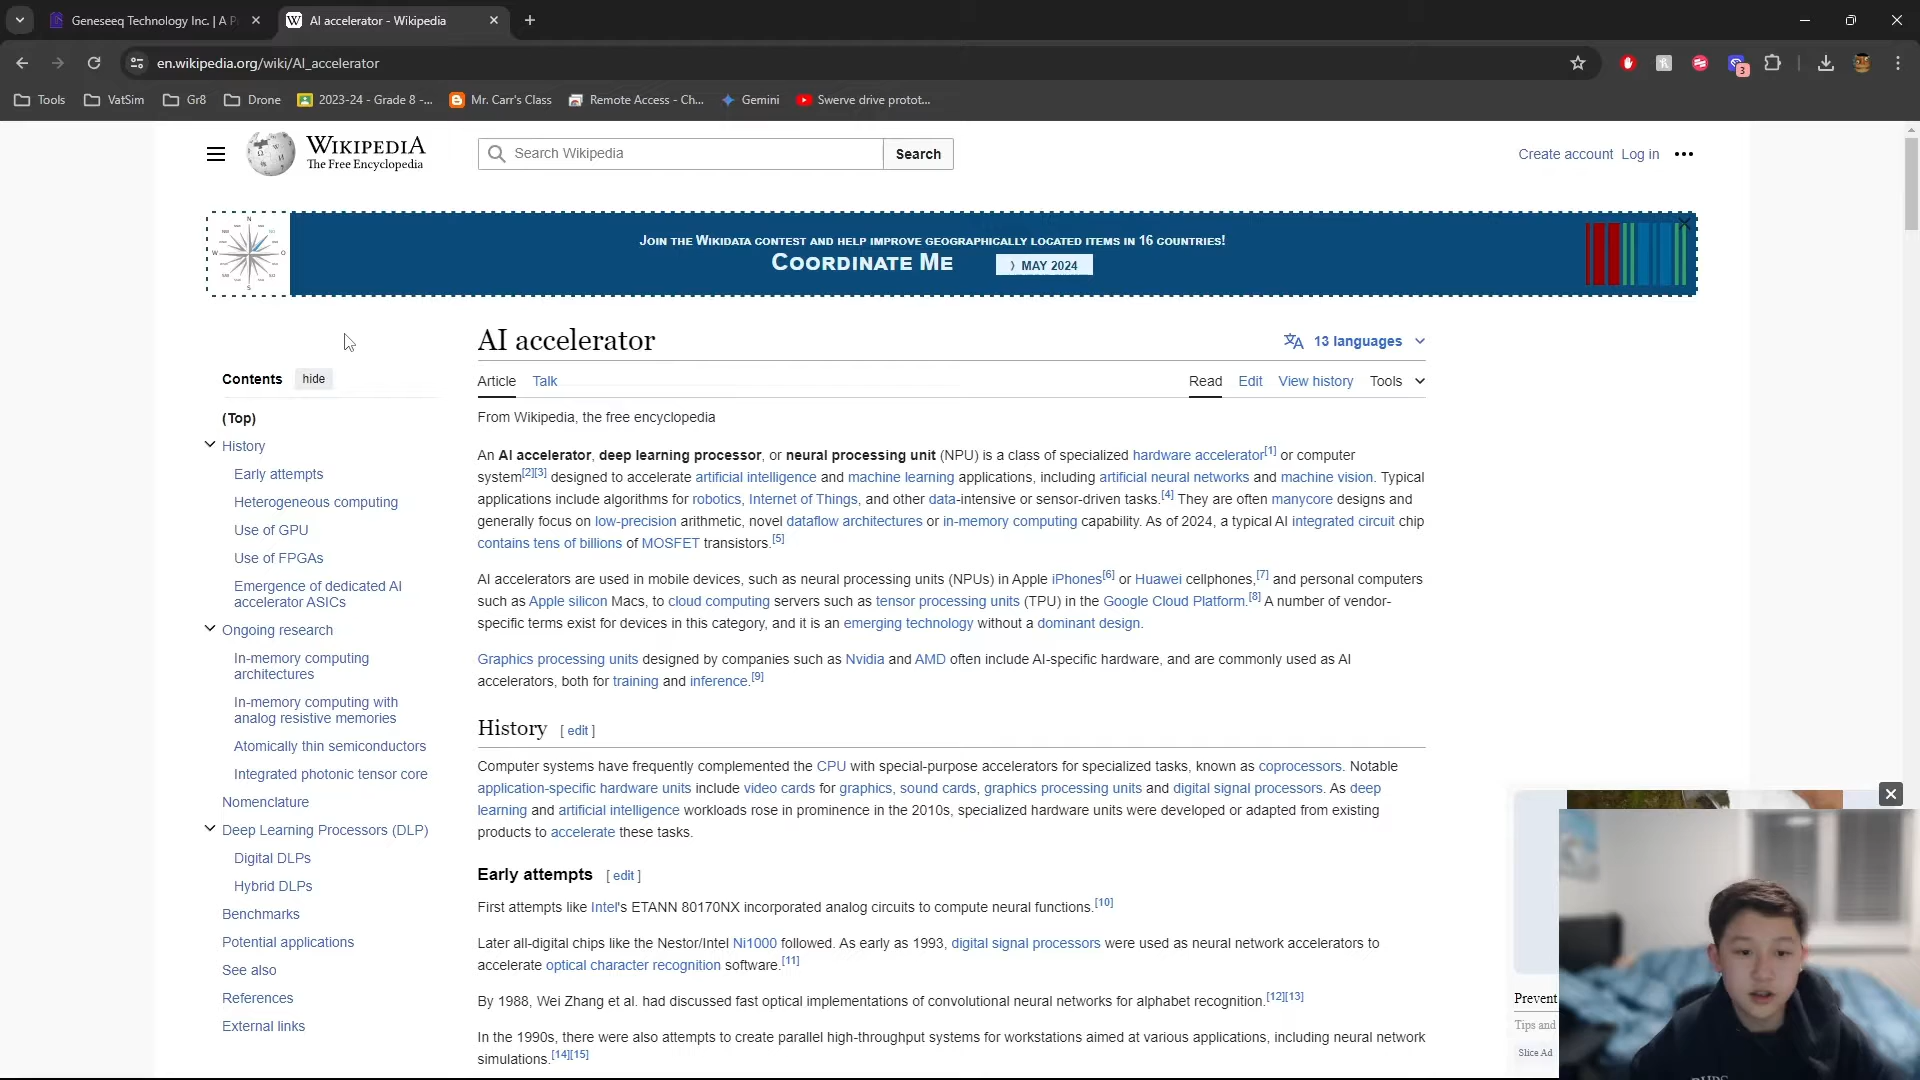 Geneseeq Technology Inc. | A P
AI accelerator - Wikipedia
en.wikipedia.org/wiki/AI_accelerator
3
Tools
VatSim
Gr8
Drone
2023-24 - Grade 8 -...
Mr. Carr's Class
Remote Access - Ch...
Gemini
Swerve drive protot...
WIKIPEDIA
The Free Encyclopedia
Search Wikipedia
Search
Create account
Log in
JOIN THE WIKIDATA CONTEST AND HELP IMPROVE GEOGRAPHICALLY LOCATED ITEMS IN 16 COUNTRIES!
COORDINATE ME
MAY 2024
AI accelerator
13 languages
Contents
hide
Article
Talk
Read
Edit
View history
Tools
(Top)
History
Early attempts
Heterogeneous computing
Use of GPU
Use of FPGAs
Emergence of dedicated AI
accelerator ASICs
Ongoing research
In-memory computing
architectures
In-memory computing with
analog resistive memories
Atomically thin semiconductors
Integrated photonic tensor core
Nomenclature
Deep Learning Processors (DLP)
Digital DLPs
Hybrid DLPs
Benchmarks
Potential applications
See also
References
External links
From Wikipedia, the free encyclopedia
An AI accelerator, deep learning processor, or neural processing unit (NPU) is a class of specialized hardware accelerator[1] or computer
system[2][3] designed to accelerate artificial intelligence and machine learning applications, including artificial neural networks and machine vision. Typical
applications include algorithms for robotics, Internet of Things, and other data-intensive or sensor-driven tasks.[4] They are often manycore designs and
generally focus on low-precision arithmetic, novel dataflow architectures or in-memory computing capability. As of 2024, a typical AI integrated circuit chip
contains tens of billions of MOSFET transistors.[5]
AI accelerators are used in mobile devices, such as neural processing units (NPUs) in Apple iPhones[6] or Huawei cellphones,[7] and personal computers
such as Apple silicon Macs, to cloud computing servers such as tensor processing units (TPU) in the Google Cloud Platform.[8] A number of vendor-
specific terms exist for devices in this category, and it is an emerging technology without a dominant design.
Graphics processing units designed by companies such as Nvidia and AMD often include AI-specific hardware, and are commonly used as AI
accelerators, both for training and inference.[9]
History [ edit ]
Computer systems have frequently complemented the CPU with special-purpose accelerators for specialized tasks, known as coprocessors. Notable
application-specific hardware units include video cards for graphics, sound cards, graphics processing units and digital signal processors. As deep
learning and artificial intelligence workloads rose in prominence in the 2010s, specialized hardware units were developed or adapted from existing
products to accelerate these tasks.
Early attempts [ edit ]
First attempts like Intel's ETANN 80170NX incorporated analog circuits to compute neural functions.[10]
Later all-digital chips like the Nestor/Intel Ni1000 followed. As early as 1993, digital signal processors were used as neural network accelerators to
accelerate optical character recognition software.[11]
By 1988, Wei Zhang et al. had discussed fast optical implementations of convolutional neural networks for alphabet recognition.[12][13]
In the 1990s, there were also attempts to create parallel high-throughput systems for workstations aimed at various applications, including neural network
simulations.[14][15]
Prevent
Tips and
Slice Ad